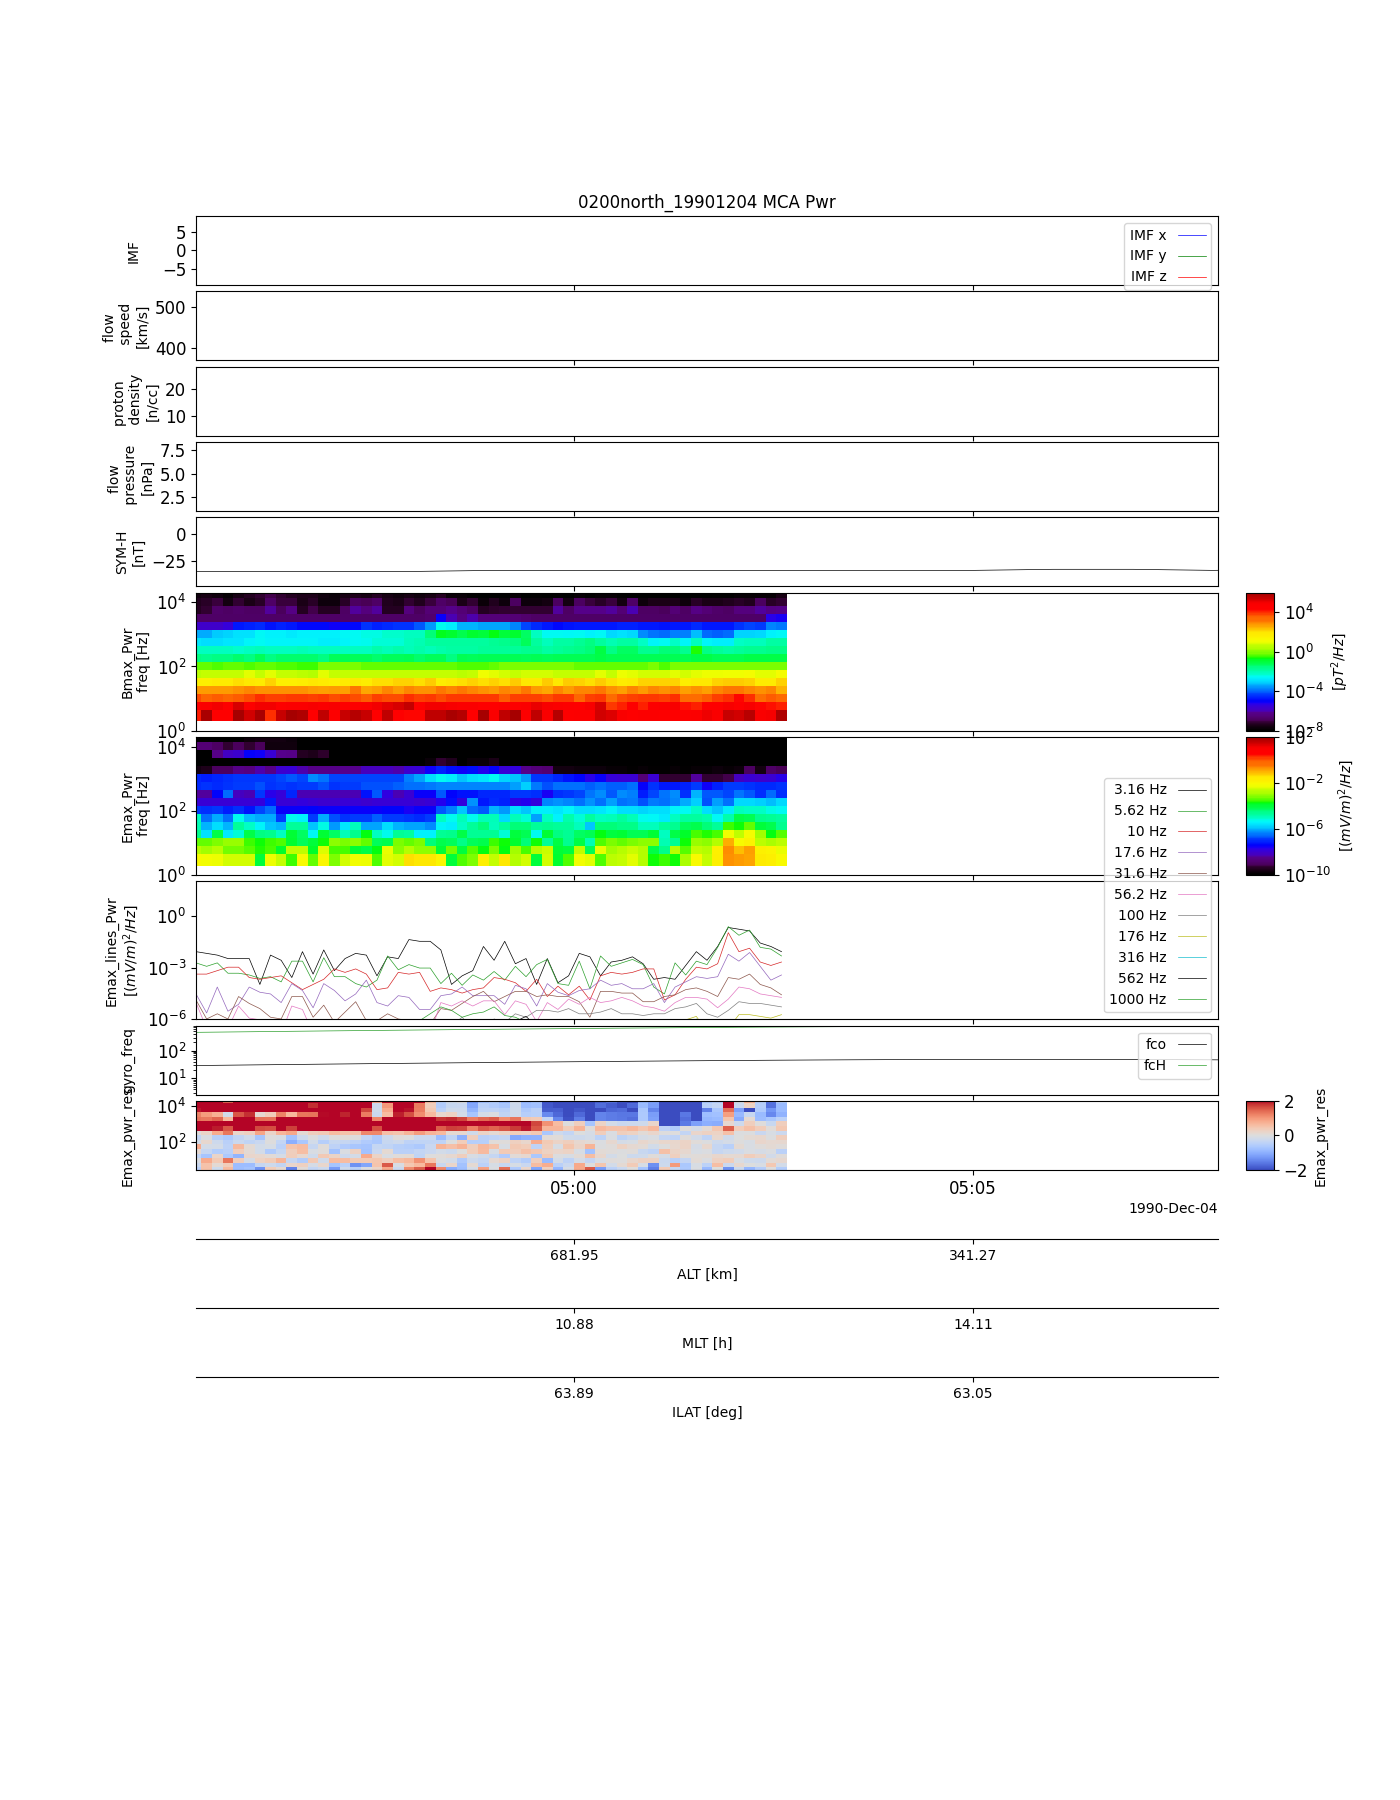 0200north_19901204 MCA Pwr
IMF
5
0
−5
IMF x
IMF y
IMF z
flow
speed
[km/s]
500
400
proton
density
[n/cc]
20
10
flow
pressure
[nPa]
7.5
5.0
2.5
SYM-H
[nT]
0
−25
Bmax_Pwr
freq [Hz]
10^4
10^2
10^0
10^4
10^0
10^−4
10^−8
[pT^2/Hz]
Emax_Pwr
freq [Hz]
10^4
10^2
10^0
10^2
10^−2
10^−6
10^−10
[(mV/m)^2/Hz]
3.16 Hz
5.62 Hz
10 Hz
17.6 Hz
31.6 Hz
56.2 Hz
100 Hz
176 Hz
316 Hz
562 Hz
1000 Hz
Emax_lines_Pwr
[(mV/m)^2/Hz]
10^0
10^−3
10^−6
gyro_freq
10^2
10^1
fco
fcH
Emax_pwr_res
10^4
10^2
2
0
−2
Emax_pwr_res
05:00
05:05
1990-Dec-04
681.95
341.27
ALT [km]
10.88
14.11
MLT [h]
63.89
63.05
ILAT [deg]